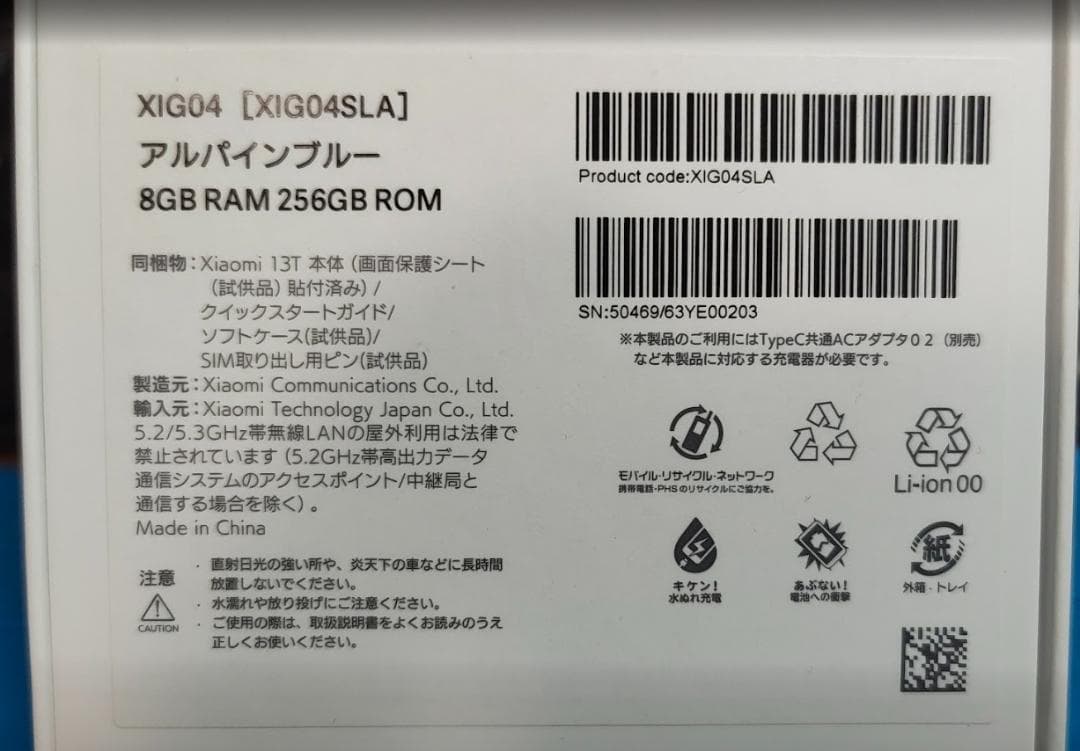 XIG04 [XIG04SLA]
アルパインブルー
8GB RAM 256GB ROM
同梱物:Xiaomi 13T 本体 (画面保護シート
(試供品) 貼付済み) /
クイックスタートガイド/
ソフトケース(試供品)/
SIM取り出し用ピン(試供品)
製造元:Xiaomi Communications Co., Ltd.
輸入元:Xiaomi Technology Japan Co., Ltd.
5.2/5.3GHz帯無線LANの屋外利用は法律で
禁止されています (5.2GHz帯高出力データ
通信システムのアクセスポイント/中継局と
通信する場合を除く) 。
Made in China
注意
CAUTION
・ 直射日光の強い所や、炎天下の車などに長時間
放置しないでください。
・ 水濡れや放り投げにご注意ください。
・ ご使用の際は、取扱説明書をよくお読みのうえ
正しくお使いください。
Product code:XIG04SLA
SN:50469/63YE00203
※本製品のご利用にはTypeC共通ACアダプタ02 (別売)
など本製品に対応する充電器が必要です。
モバイル・リサイクル・ネットワーク
携帯電話・PHSのリサイクルにご協力を。
Li-ion 00
キケン!
水ぬれ充電
あぶない!
電池への衝撃
紙
外箱・トレイ